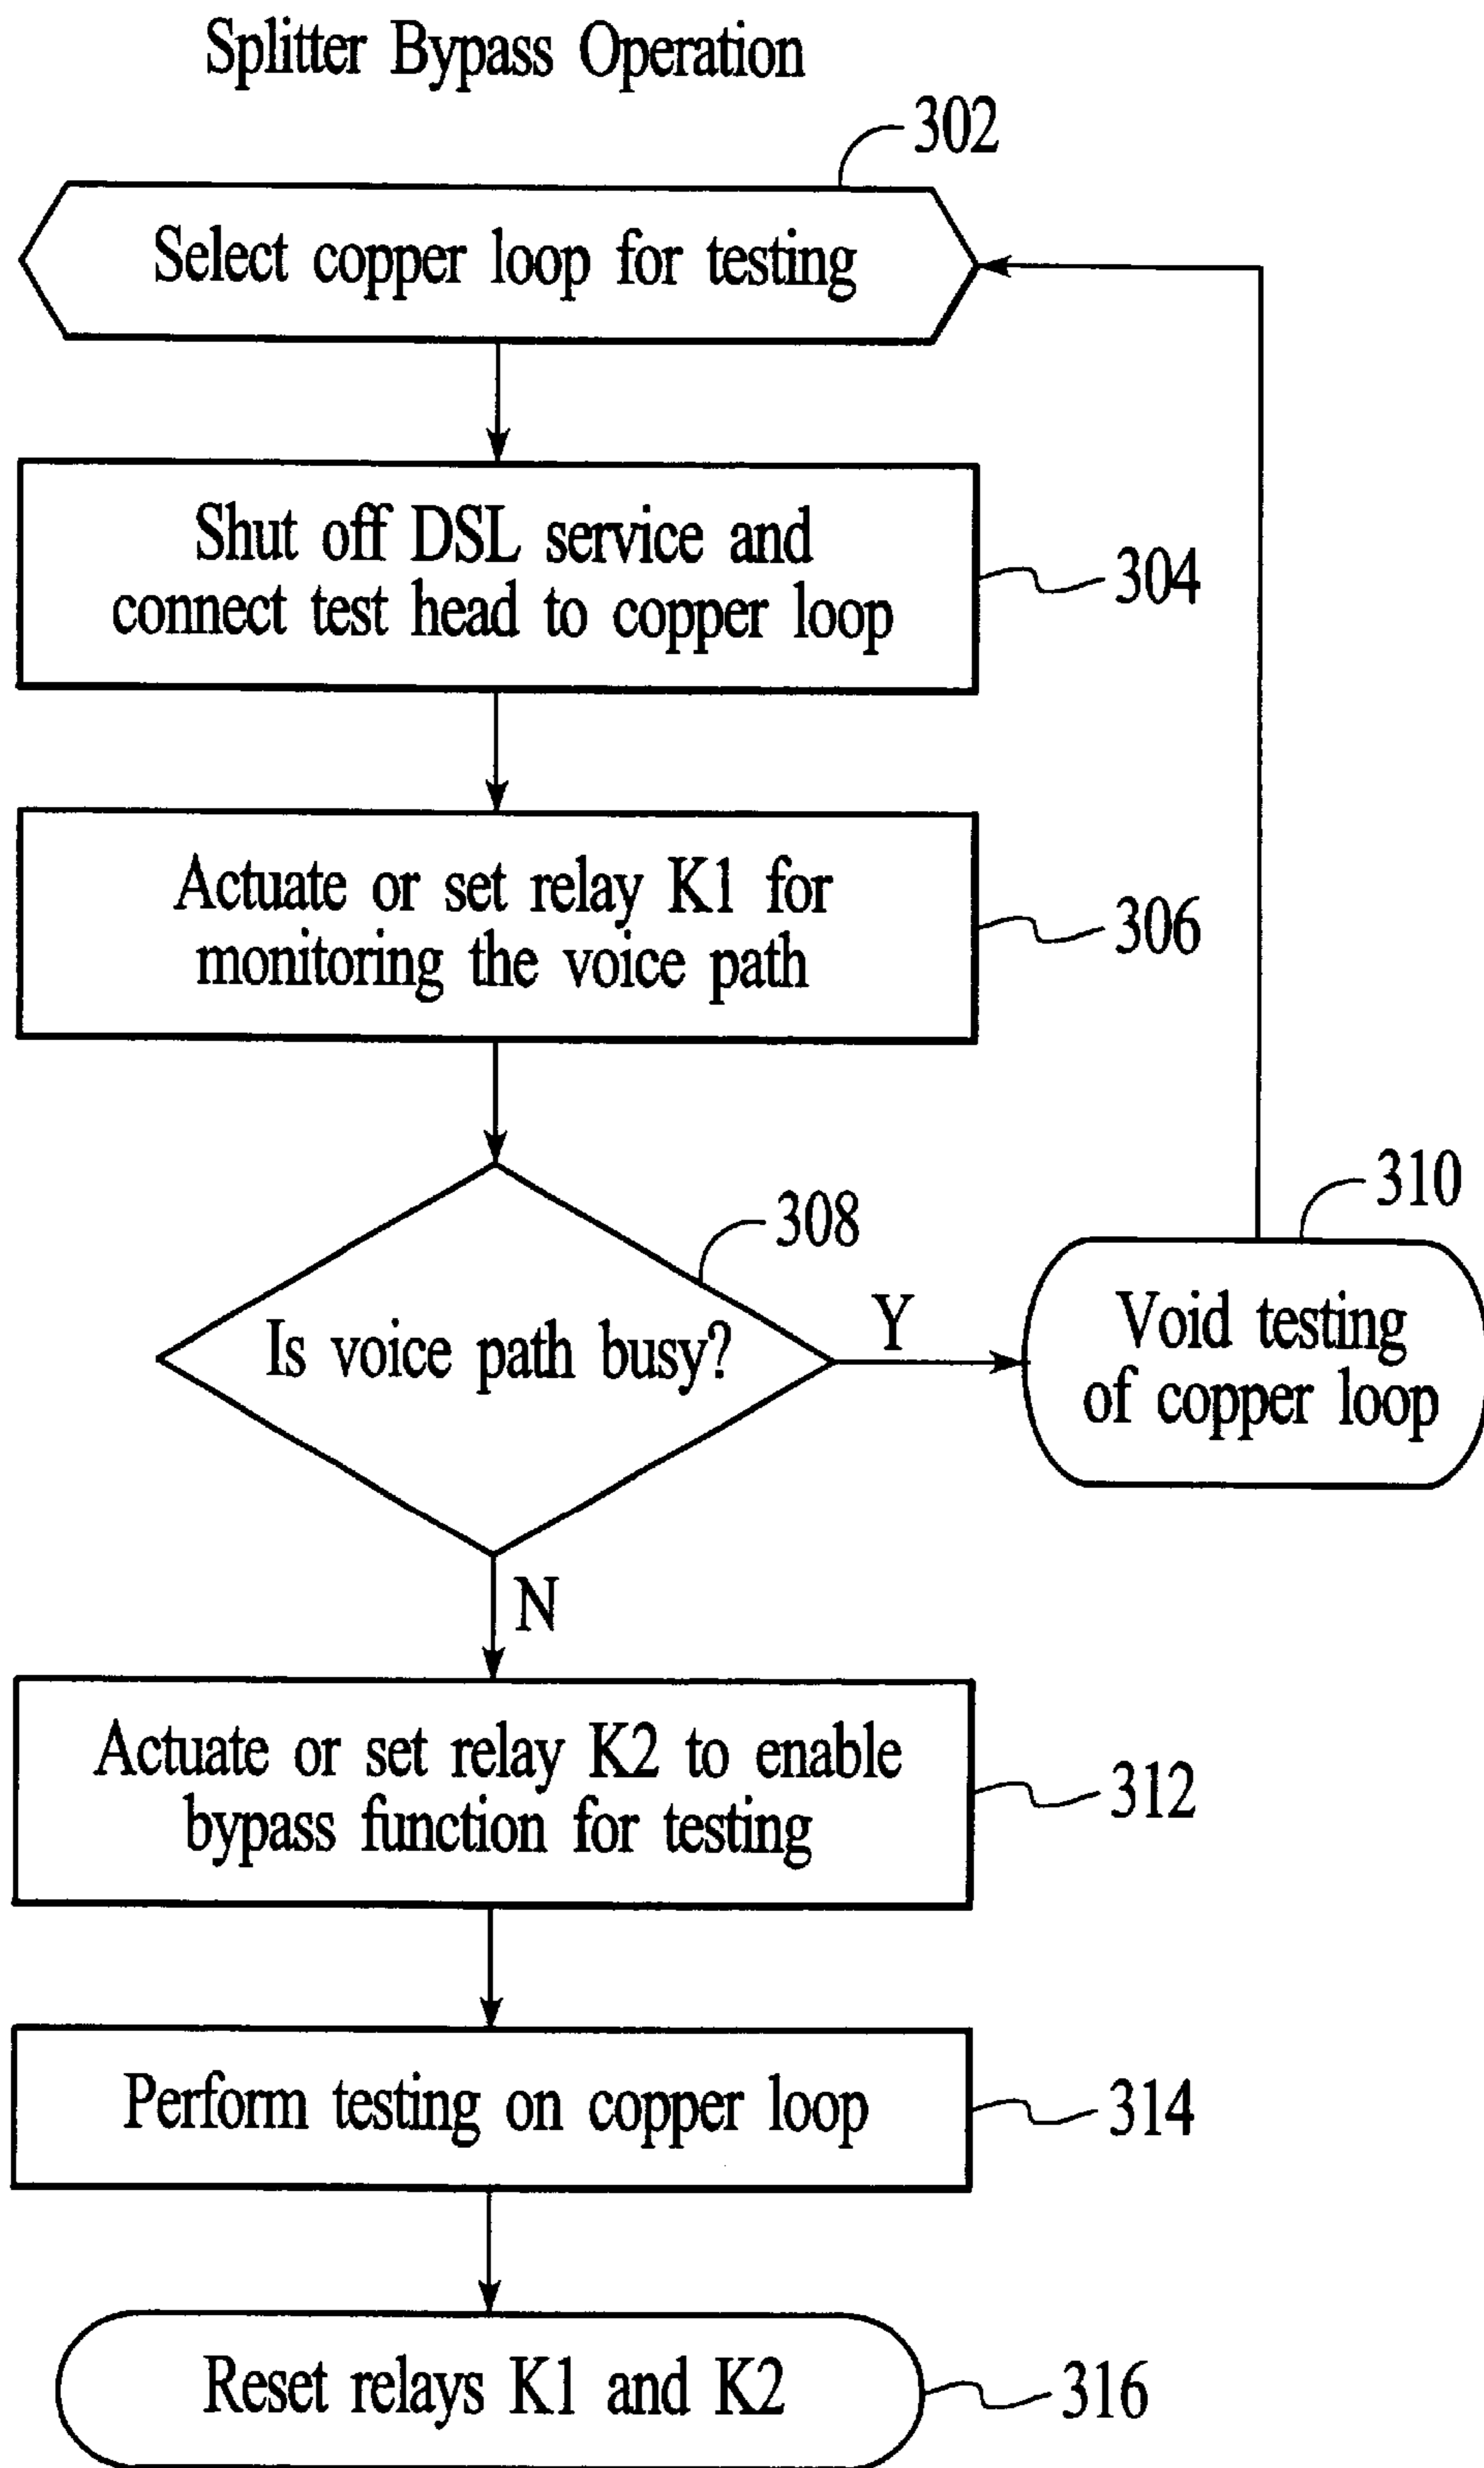 Splitter Bypass Operation
302
Select copper loop for testing
Shut off DSL service and
connect test head to copper loop
304
Actuate or set relay K1 for
monitoring the voice path
306
308
Is voice path busy?
Y
310
Void testing
of copper loop
N
Actuate or set relay K2 to enable
bypass function for testing
312
Perform testing on copper loop
314
Reset relays K1 and K2
316